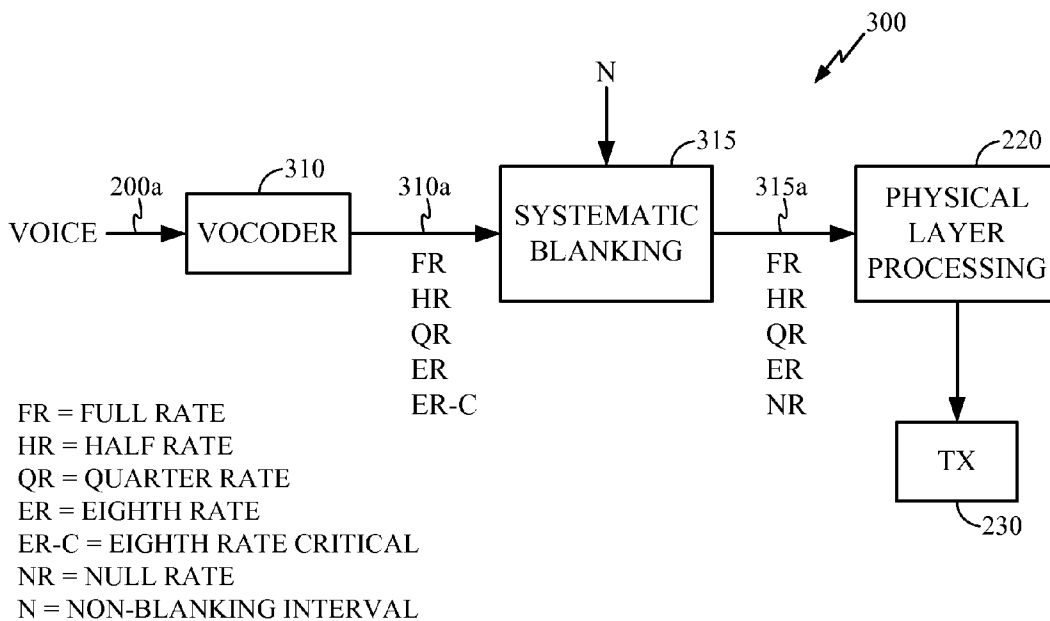 300
N
315
220
310
200a
310a
315a
VOICE
VOCODER
SYSTEMATIC
BLANKING
PHYSICAL
LAYER
PROCESSING
FR
HR
QR
ER
ER-C
FR
HR
QR
ER
NR
TX
230
FR = FULL RATE
HR = HALF RATE
QR = QUARTER RATE
ER = EIGHTH RATE
ER-C = EIGHTH RATE CRITICAL
NR = NULL RATE
N = NON-BLANKING INTERVAL